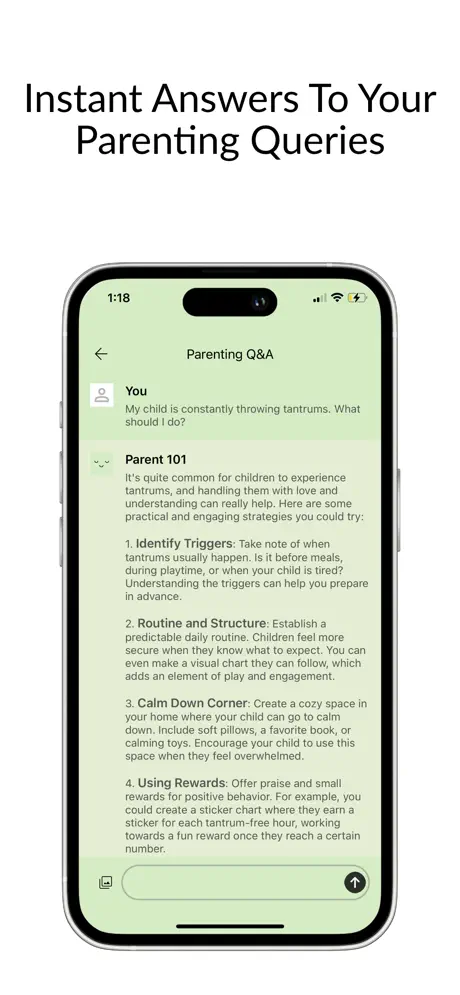 Instant Answers To Your
Parenting Queries
1:18
Parenting Q&A
You
My child is constantly throwing tantrums. What
should I do?
Parent 101
It's quite common for children to experience
tantrums, and handling them with love and
understanding can really help. Here are some
practical and engaging strategies you could try:
1. Identify Triggers: Take note of when
tantrums usually happen. Is it before meals,
during playtime, or when your child is tired?
Understanding the triggers can help you prepare
in advance.
2. Routine and Structure: Establish a
predictable daily routine. Children feel more
secure when they know what to expect. You can
even make a visual chart they can follow, which
adds an element of play and engagement.
3. Calm Down Corner: Create a cozy space in
your home where your child can go to calm
down. Include soft pillows, a favorite book, or
calming toys. Encourage your child to use this
space when they feel overwhelmed.
4. Using Rewards: Offer praise and small
rewards for positive behavior. For example, you
could create a sticker chart where they earn a
sticker for each tantrum-free hour, working
towards a fun reward once they reach a certain
number.